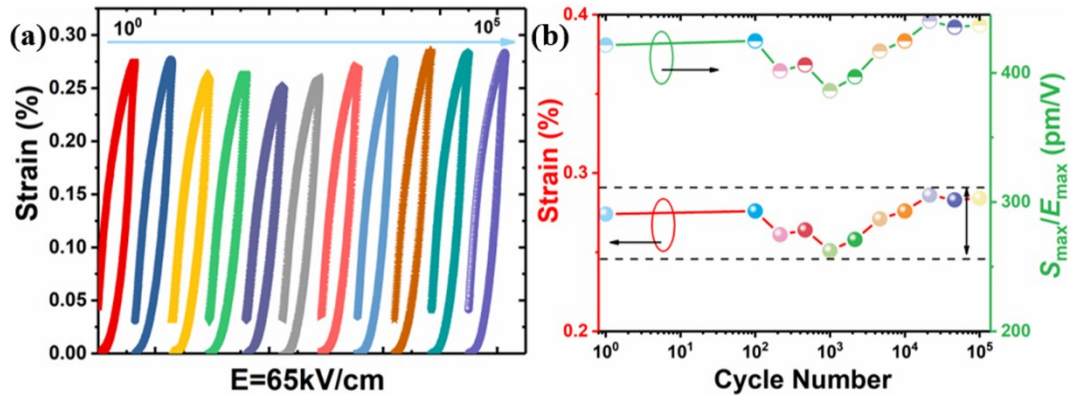 (a)
10⁰
10⁵
0.30
0.25
0.20
0.15
0.10
0.05
0.00
Strain (%)
E=65kV/cm
(b)
0.4
0.3
0.2
Strain (%)
400
300
200
Smax/Emax (pm/V)
10⁰ 10¹ 10² 10³ 10⁴ 10⁵
Cycle Number